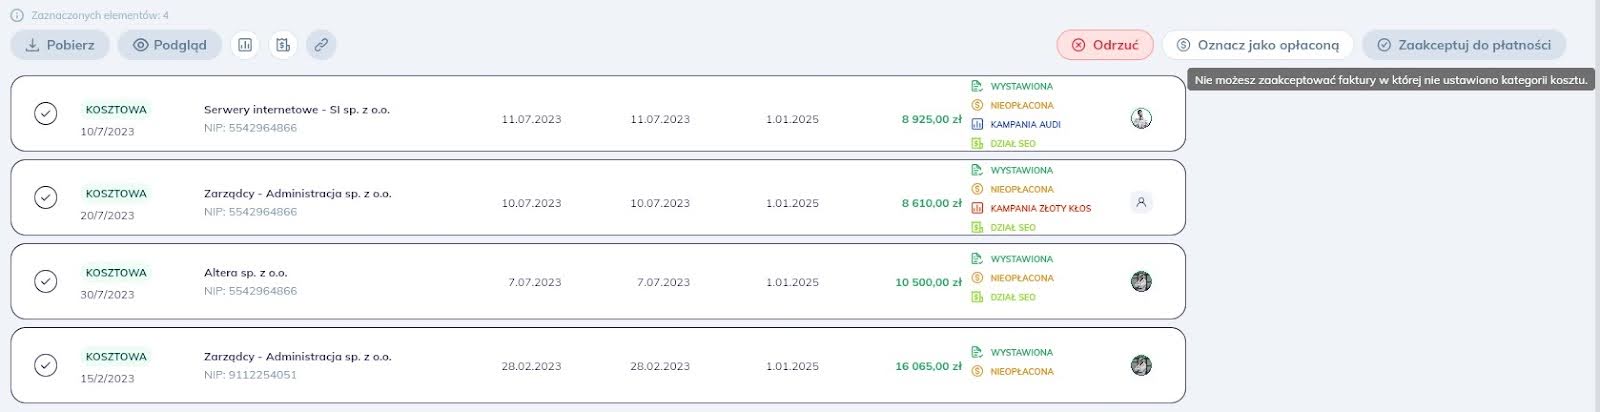 Zaznaczonych elementów: 4
Pobierz Podgląd Odrzuć Oznacz jako opłaconą Zaakceptuj do płatności
Nie możesz zaakceptować faktury w której nie ustawiono kategorii kosztu.
KOSZTOWA
10/7/2023
Serwery internetowe - SI sp. z o.o.
NIP: 5542964866
11.07.2023 11.07.2023 1.01.2025 8 925,00 zł
WYSTAWIONA
NIEOPŁACONA
KAMPANIA AUDI
DZIAŁ SEO
KOSZTOWA
20/7/2023
Zarządcy - Administracja sp. z o.o.
NIP: 5542964866
10.07.2023 10.07.2023 1.01.2025 8 610,00 zł
WYSTAWIONA
NIEOPŁACONA
KAMPANIA ZŁOTY KŁOS
DZIAŁ SEO
KOSZTOWA
30/7/2023
Altera sp. z o.o.
NIP: 5542964866
7.07.2023 7.07.2023 1.01.2025 10 500,00 zł
WYSTAWIONA
NIEOPŁACONA
DZIAŁ SEO
KOSZTOWA
15/2/2023
Zarządcy - Administracja sp. z o.o.
NIP: 9112254051
28.02.2023 28.02.2023 1.01.2025 16 065,00 zł
WYSTAWIONA
NIEOPŁACONA